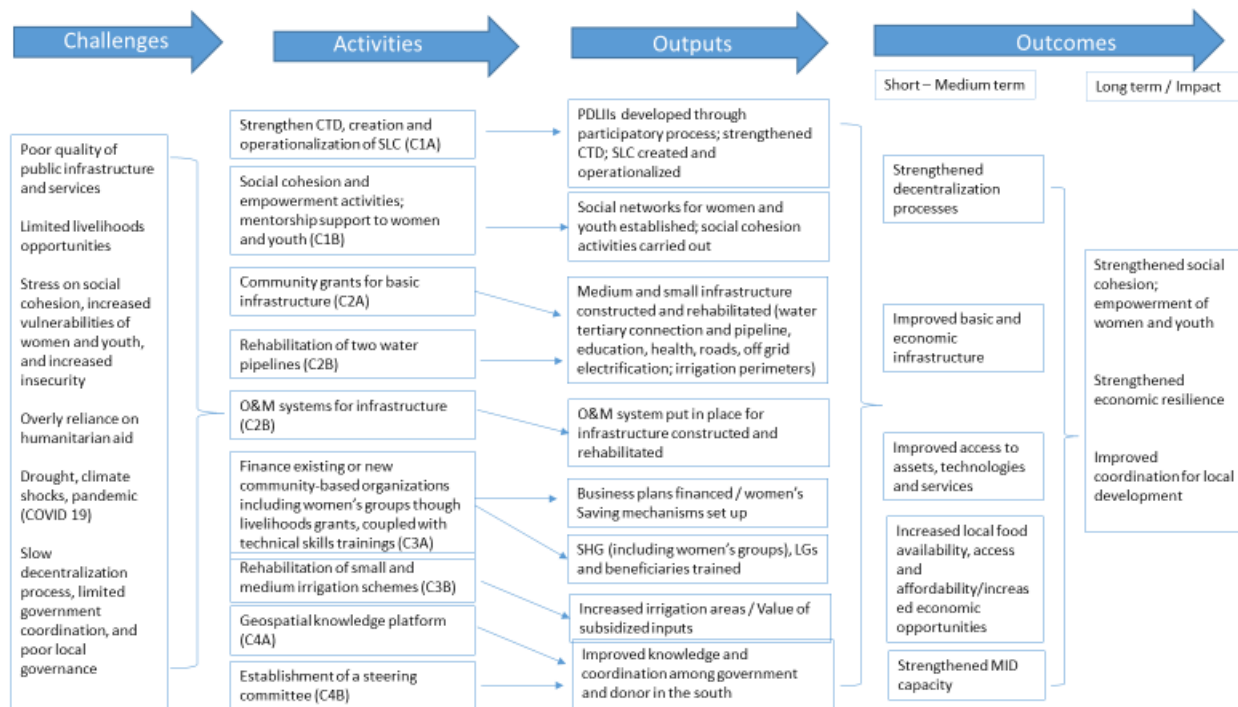 Challenges
Activities
Outputs
Outcomes
Short – Medium term
Long term / Impact
Poor quality of
public infrastructure
and services
Limited livelihoods
opportunities
Stress on social
cohesion, increased
vulnerabilities of
women and youth,
and increased
insecurity
Overly reliance on
humanitarian aid
Drought, climate
shocks, pandemic
(COVID 19)
Slow
decentralization
process, limited
government
coordination, and
poor local
governance
Strengthen CTD, creation and
operationalization of SLC (C1A)
Social cohesion and
empowerment activities;
mentorship support to women
and youth (C1B)
Community grants for basic
infrastructure (C2A)
Rehabilitation of two water
pipelines (C2B)
O&M systems for infrastructure
(C2B)
Finance existing or new
community-based organizations
including women's groups though
livelihoods grants, coupled with
technical skills trainings (C3A)
Rehabilitation of small and
medium irrigation schemes (C3B)
Geospatial knowledge platform
(C4A)
Establishment of a steering
committee (C4B)
PDLIIs developed through
participatory process; strengthened
CTD; SLC created and
operationalized
Social networks for women and
youth established; social cohesion
activities carried out
Medium and small infrastructure
constructed and rehabilitated (water
tertiary connection and pipeline,
education, health, roads, off grid
electrification; irrigation perimeters)
O&M system put in place for
infrastructure constructed and
rehabilitated
Business plans financed / women's
Saving mechanisms set up
SHG (including women's groups), LGs
and beneficiaries trained
Increased irrigation areas / Value of
subsidized inputs
Improved knowledge and
coordination among government
and donor in the south
Strengthened
decentralization
processes
Improved basic and
economic
infrastructure
Improved access to
assets, technologies
and services
Increased local food
availability, access
and
affordability/increas
ed economic
opportunities
Strengthened MID
capacity
Strengthened social
cohesion;
empowerment of
women and youth
Strengthened
economic resilience
Improved
coordination for local
development